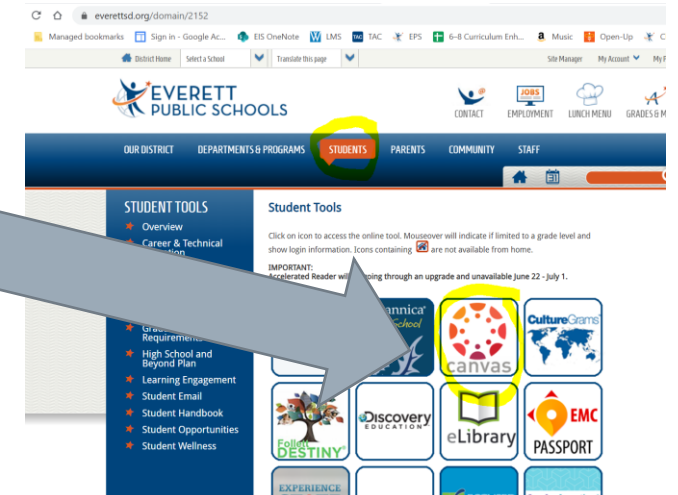 everettsd.org/domain/2152
Managed bookmarks Sign in - Google Ac... EIS OneNote LMS TAC TAC EPS 6-8 Curriculum Enh... Music Open-Up
District Home Select a School Translate this page Site Manager My Account
EVERETT
PUBLIC SCHOOLS
JOBS
CONTACT EMPLOYMENT LUNCH MENU GRADES &
OUR DISTRICT DEPARTMENTS & PROGRAMS STUDENTS PARENTS COMMUNITY STAFF
STUDENT TOOLS
Overview
Career & Technical
Requirements
High School and
Beyond Plan
Learning Engagement
Student Email
Student Handbook
Student Opportunities
Student Wellness
Student Tools
Click on icon to access the online tool. Mouseover will indicate if limited to a grade level and
show login information. Icons containing are not available from home.
IMPORTANT:
Accelerated Reader will going through an upgrade and unavailable June 22 - July 1.
School
canvas
CultureGrams
Follett
DESTINY
Discovery
EDUCATION
eLibrary
EMC
PASSPORT
EXPERIENCE